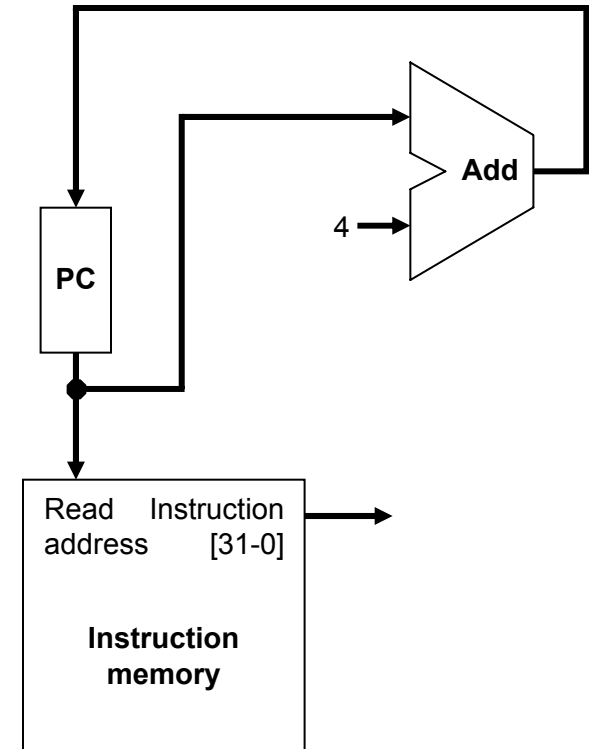 Add
4
PC
Read Instruction
address [31-0]
Instruction
memory